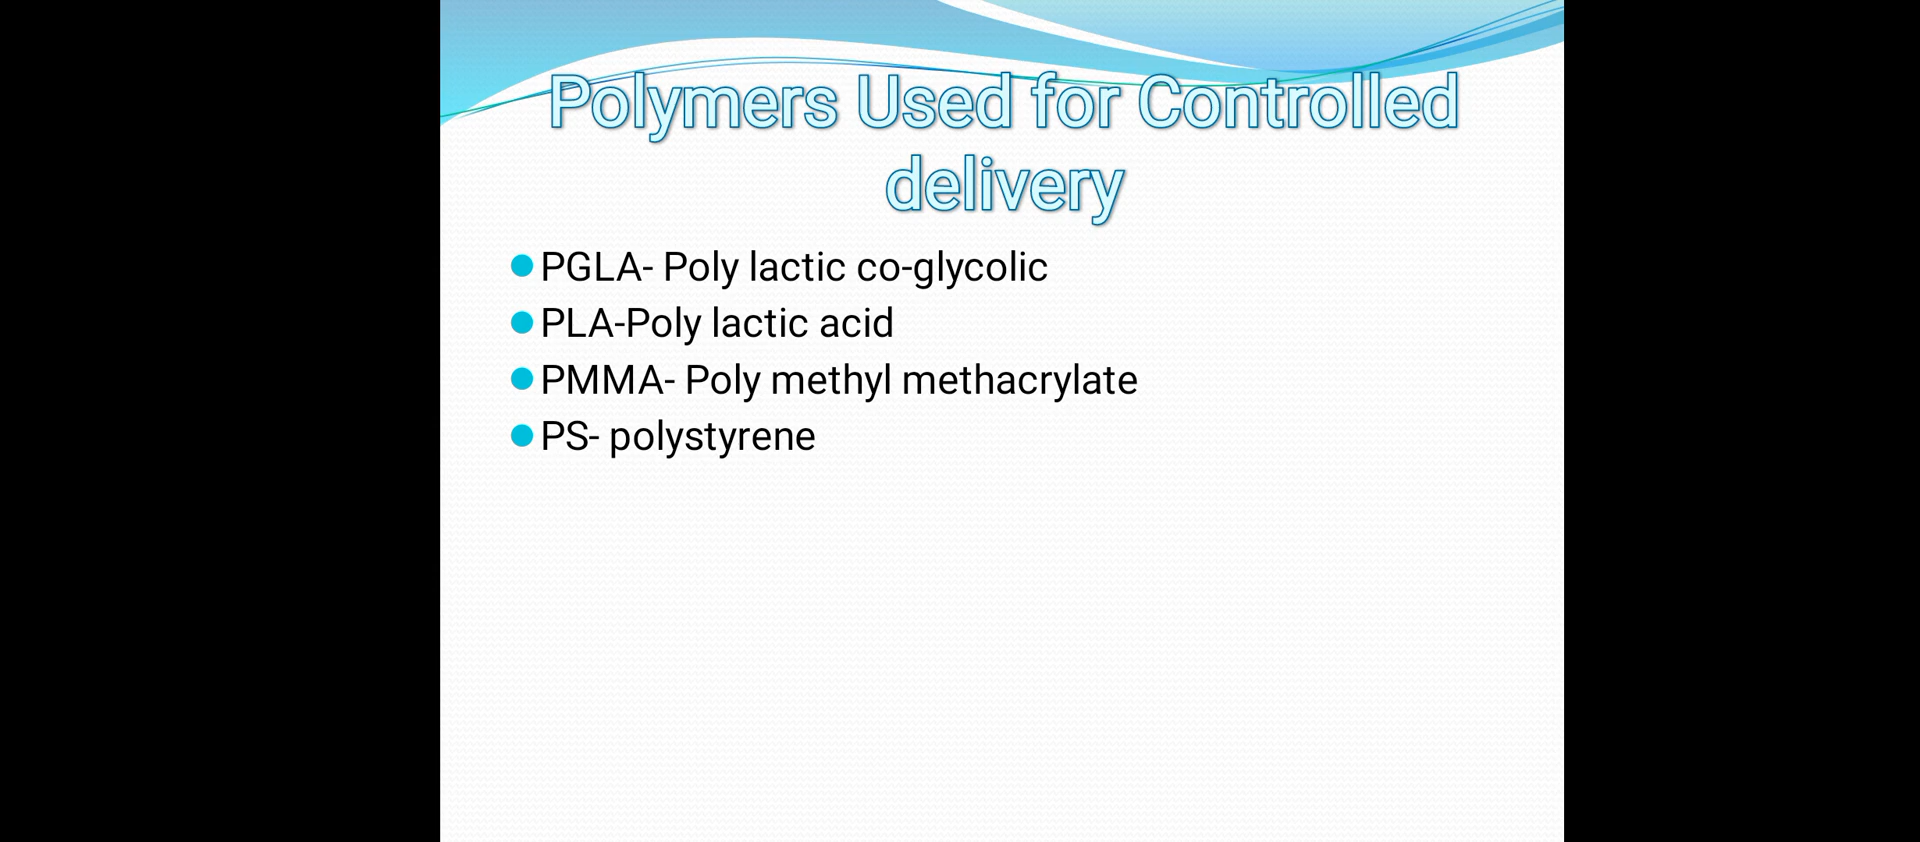 Polymers Used for Controlled
delivery
PGLA- Poly lactic co-glycolic
PLA-Poly lactic acid
PMMA- Poly methyl methacrylate
PS- polystyrene